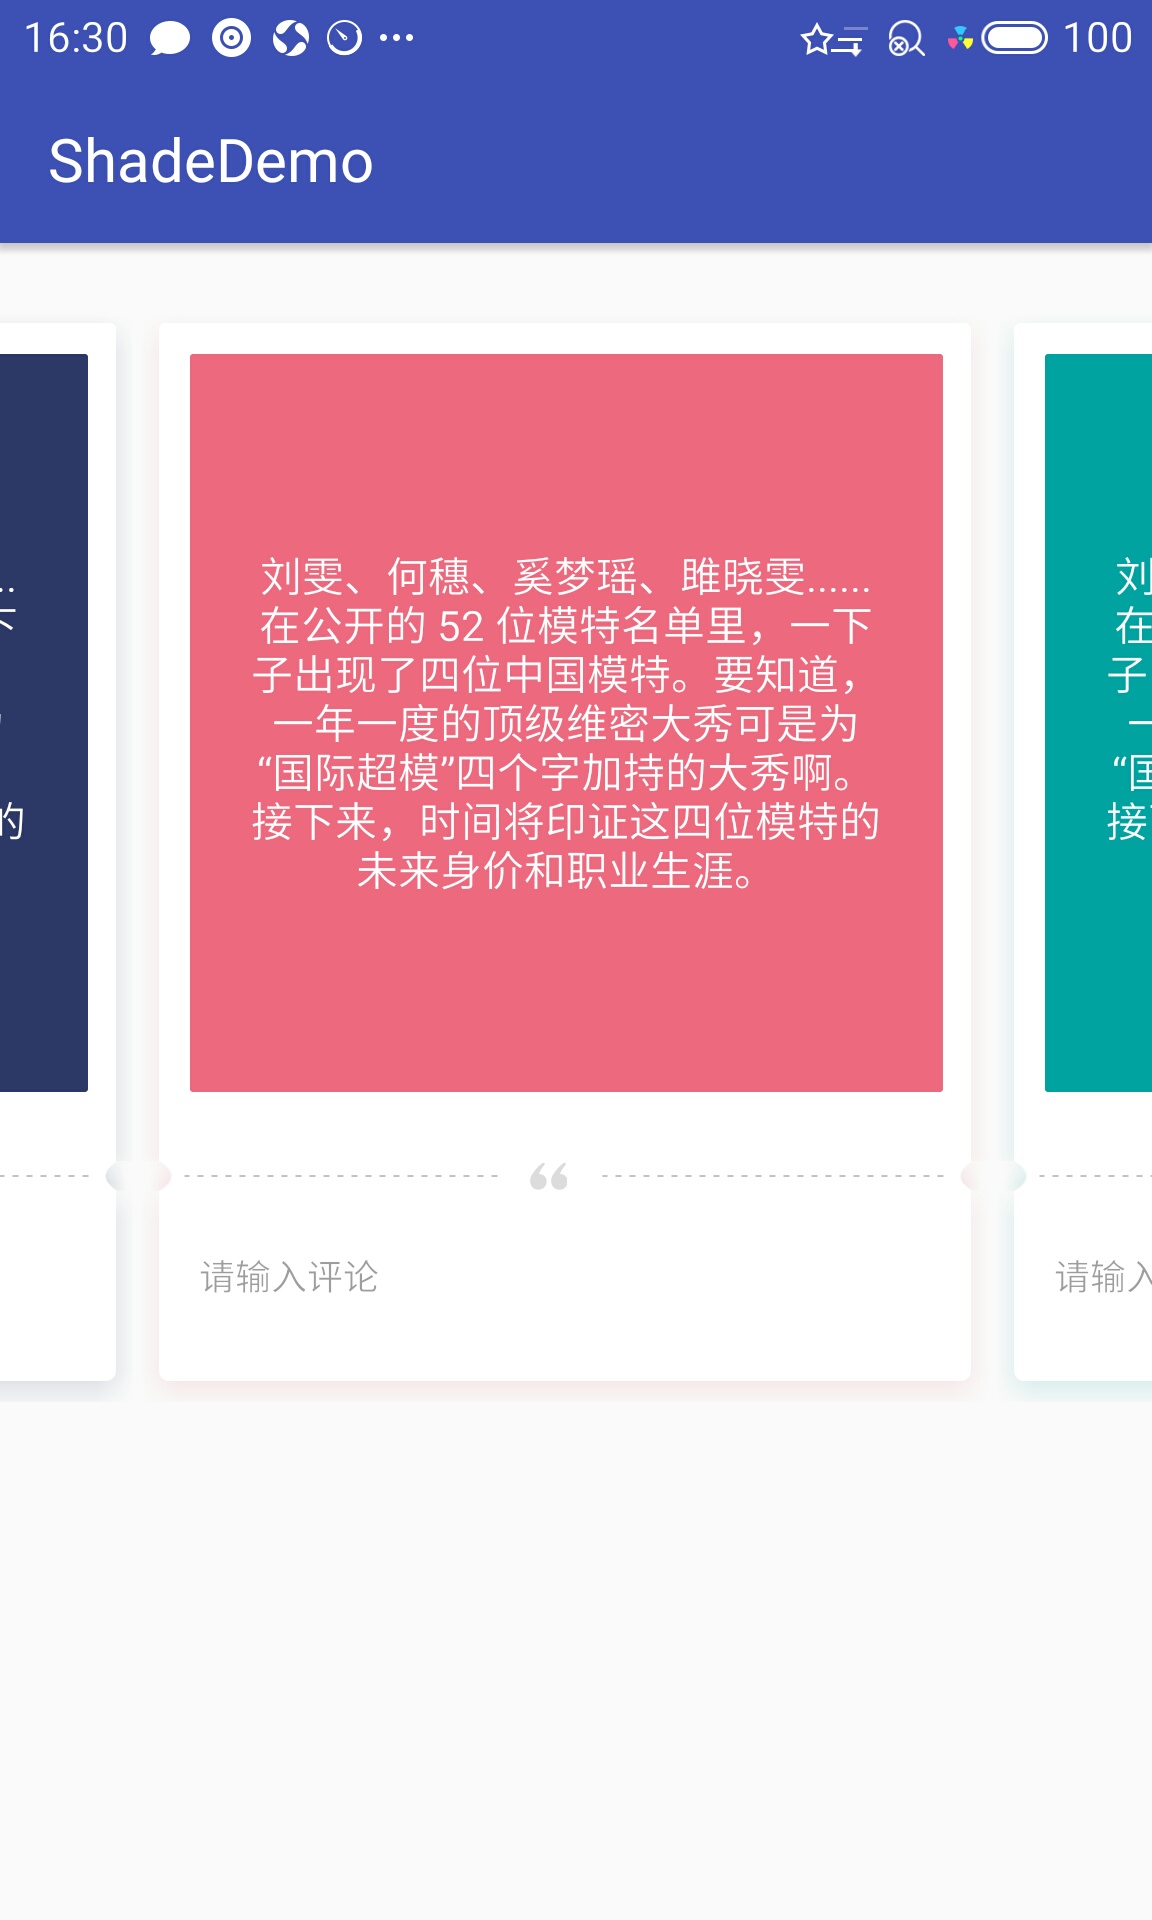 16:30
100
ShadeDemo
刘雯、何穗、奚梦瑶、雎晓雯......
在公开的 52 位模特名单里，一下
子出现了四位中国模特。要知道，
一年一度的顶级维密大秀可是为
“国际超模”四个字加持的大秀啊。
接下来，时间将印证这四位模特的
未来身价和职业生涯。
请输入评论
..
下
的
刘
在
子
一
“国
接
请输入